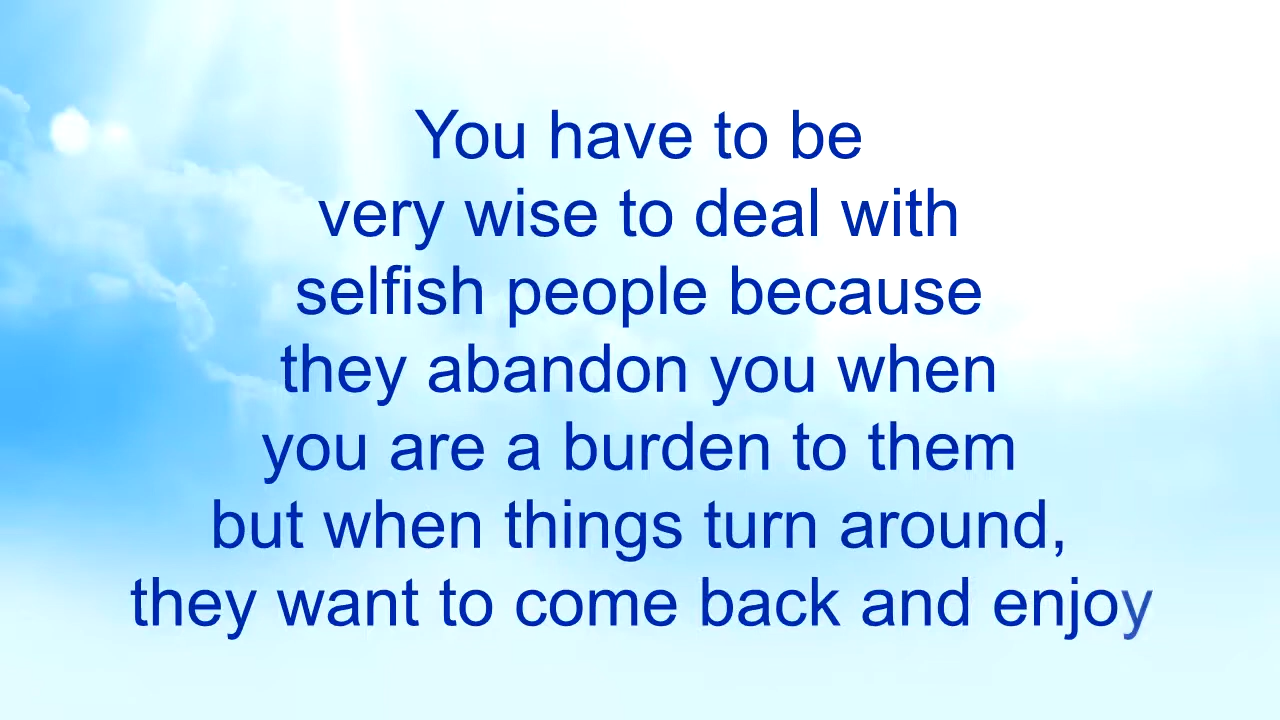 You have to be
very wise to deal with
selfish people because
they abandon you when
you are a burden to them
but when things turn around,
they want to come back and enjoy